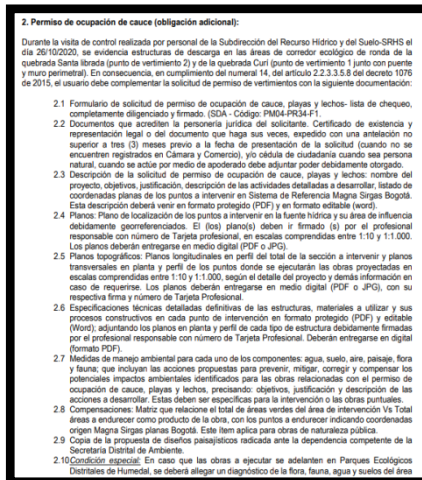 2. Permiso de ocupación de cauce (obligación adicional):
Durante la visita de control realizada por personal de la Subdirección del Recurso Hídrico y del Suelo-SRHS el
día 26/10/2020, se evidencia estructuras de descarga en las áreas de corredor ecológico de ronda de la
quebrada Santa librada (punto de vertimiento 2) y de la quebrada Curí (punto de vertimiento 1 junto con puente
y muro perimetral). En consecuencia, en cumplimiento del numeral 14, del artículo 2.2.3.3.5.8 del decreto 1076
de 2015, el usuario debe complementar la solicitud de permiso de vertimientos con la siguiente documentación:
2.1 Formulario de solicitud de permiso de ocupación de cauce, playas y lechos- lista de chequeo,
completamente diligenciado y firmado. (SDA - Código: PM04-PR34-F1.
2.2 Documentos que acrediten la personería jurídica del solicitante. Certificado de existencia y
representación legal o del documento que haga sus veces, expedido con una antelación no
superior a tres (3) meses previo a la fecha de presentación de la solicitud (cuando no se
encuentren registrados en Cámara y Comercio), y/o cédula de ciudadanía cuando sea persona
natural, cuando se actúe por medio de apoderado debe adjuntar poder debidamente otorgado.
2.3 Descripción de la solicitud de permiso de ocupación de cauce, playas y lechos: nombre del
proyecto, objetivos, justificación, descripción de las actividades detalladas a desarrollar, listado de
coordenadas planas de los puntos a intervenir en Sistema de Referencia Magna Sirgas Bogotá.
Esta descripción deberá venir en formato protegido (PDF) y en formato editable (word).
2.4 Planos: Plano de localización de los puntos a intervenir en la fuente hídrica y su área de influencia
debidamente georreferenciados. El (los) plano(s) deben ir firmado (s) por el profesional
responsable con número de Tarjeta profesional, en escalas comprendidas entre 1:10 y 1:1.000.
Los planos deberán entregarse en medio digital (PDF o JPG).
2.5 Planos topográficos: Planos longitudinales en perfil del total de la sección a intervenir y planos
transversales en planta y perfil de los puntos donde se ejecutarán las obras proyectadas en
escalas comprendidas entre 1:10 y 1:1.000, según el detalle del proyecto y demás información en
caso de requerirse. Los planos deberán entregarse en medio digital (PDF o JPG), con su
respectiva firma y número de Tarjeta Profesional.
2.6 Especificaciones técnicas detalladas definitivas de las estructuras, materiales a utilizar y sus
procesos constructivos en cada punto de intervención en formato protegido (PDF) y editable
(Word); adjuntando los planos en planta y perfil de cada tipo de estructura debidamente firmadas
por el profesional responsable con número de Tarjeta Profesional. Deberán entregarse en digital
(formato PDF).
2.7 Medidas de manejo ambiental para cada uno de los componentes: agua, suelo, aire, paisaje, flora
y fauna; que incluyan las acciones propuestas para prevenir, mitigar, corregir y compensar los
potenciales impactos ambientales identificados para las obras relacionadas con el permiso de
ocupación de cauce, playas y lechos, precisando: objetivos, justificación y descripción de las
acciones a desarrollar. Estas deben ser específicas para la intervención o las obras puntuales.
2.8 Compensaciones: Matriz que relacione el total de áreas verdes del área de intervención Vs Total
áreas a endurecer como producto de la obra, con los puntos a endurecer indicando coordenadas
origen Magna Sirgas planas Bogotá. Este ítem aplica para obras de naturaleza pública.
2.9 Copia de la propuesta de diseños paisajísticos radicada ante la dependencia competente de la
Secretaría Distrital de Ambiente.
2.10 Condición especial: En caso que las obras a ejecutar se adelanten en Parques Ecológicos
Distritales de Humedal, se deberá allegar un diagnóstico de la flora, fauna, agua y suelos del área